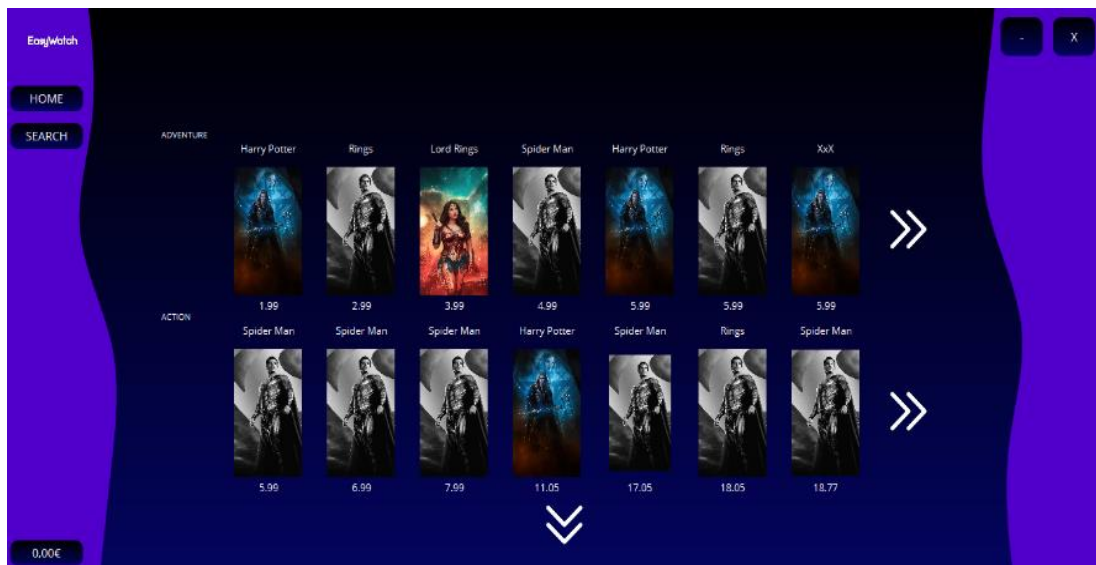 EasyWatch
-
X
HOME
SEARCH
ADVENTURE
Harry Potter Rings Lord Rings Spider Man Harry Potter Rings XxX
1.99 2.99 3.99 4.99 5.99 5.99 5.99
ACTION
Spider Man Spider Man Spider Man Harry Potter Spider Man Rings Spider Man
5.99 6.99 7.99 11.05 17.05 18.05 18.77
0,00€